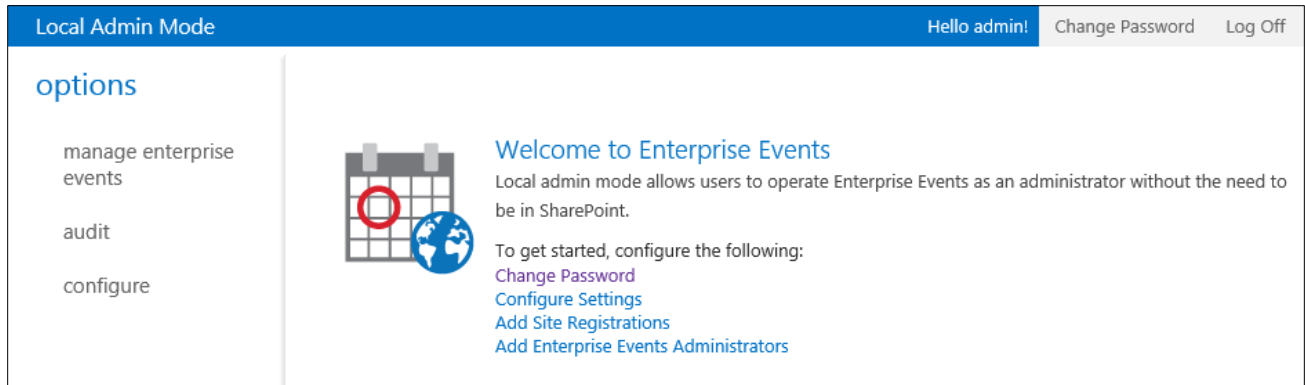 Local Admin Mode
Hello admin!
Change Password
Log Off
options
manage enterprise
events
audit
configure
Welcome to Enterprise Events
Local admin mode allows users to operate Enterprise Events as an administrator without the need to
be in SharePoint.
To get started, configure the following:
Change Password
Configure Settings
Add Site Registrations
Add Enterprise Events Administrators